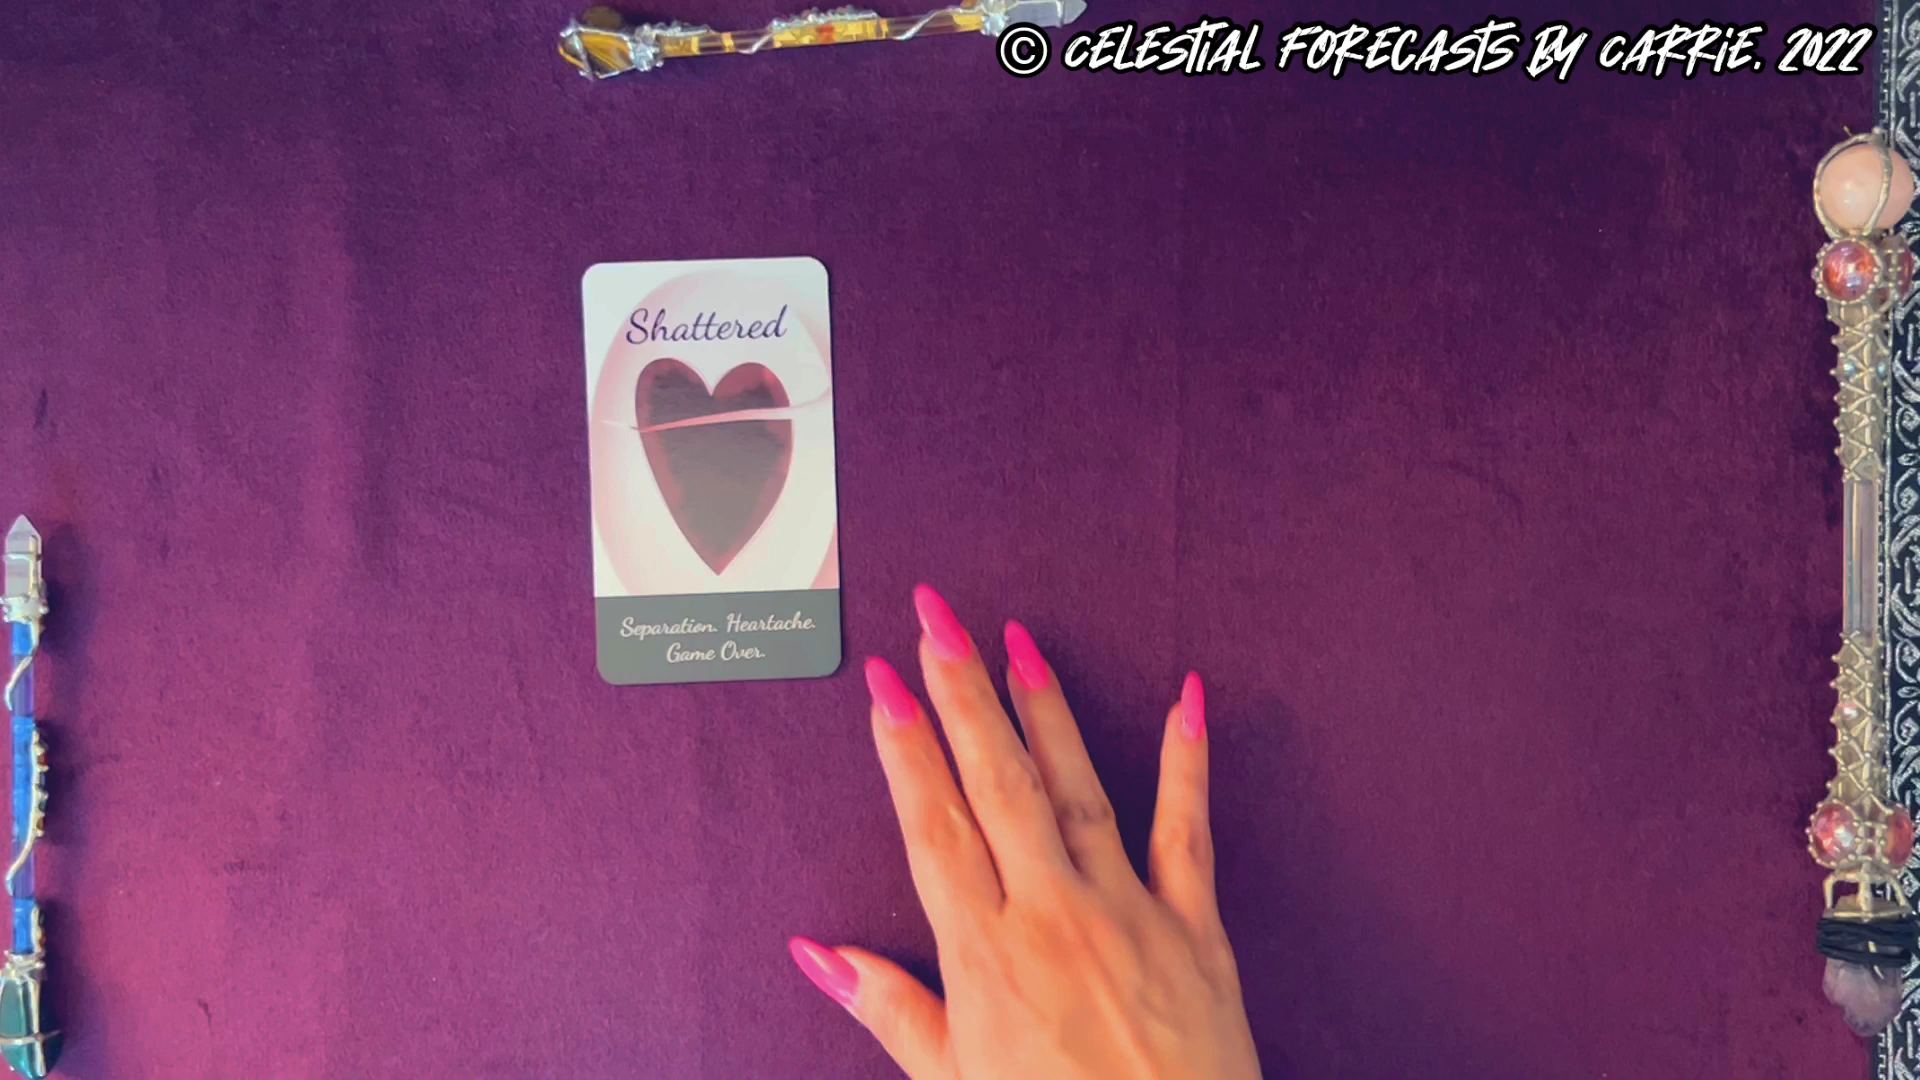 © CELESTIAL FORECASTS BY CARRIE. 2022
Shattered
Separation. Heartache.
Game Over.